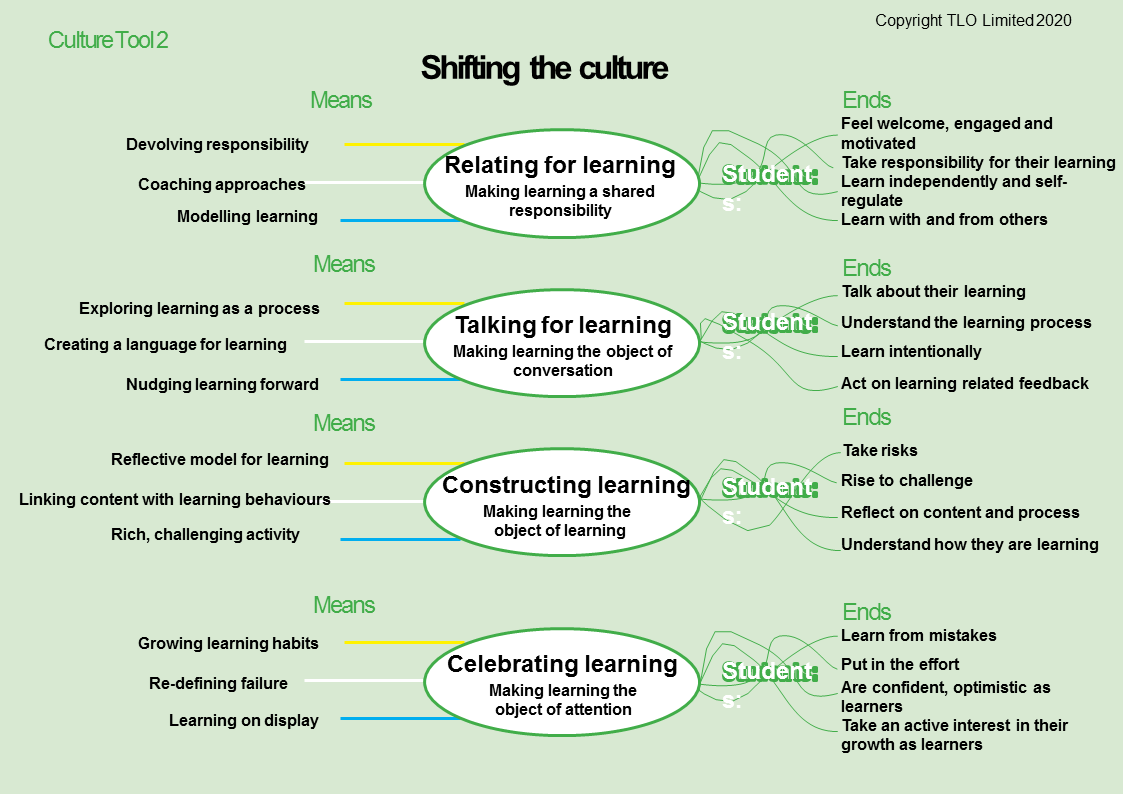 Copyright TLO Limited 2020
Culture Tool 2
Shifting the culture
Means
Ends
Devolving responsibility
Coaching approaches
Modelling learning
Relating for learning
Making learning a shared
responsibility
Student
s:
Feel welcome, engaged and
motivated
Take responsibility for their learning
Learn independently and self-
regulate
Learn with and from others
Means
Ends
Exploring learning as a process
Creating a language for learning
Nudging learning forward
Talking for learning
Making learning the object of
conversation
Student
s:
Talk about their learning
Understand the learning process
Learn intentionally
Act on learning related feedback
Means
Ends
Reflective model for learning
Linking content with learning behaviours
Rich, challenging activity
Constructing learning
Making learning the
object of learning
Student
s:
Take risks
Rise to challenge
Reflect on content and process
Understand how they are learning
Means
Ends
Growing learning habits
Re-defining failure
Learning on display
Celebrating learning
Making learning the
object of attention
Student
s:
Learn from mistakes
Put in the effort
Are confident, optimistic as
learners
Take an active interest in their
growth as learners